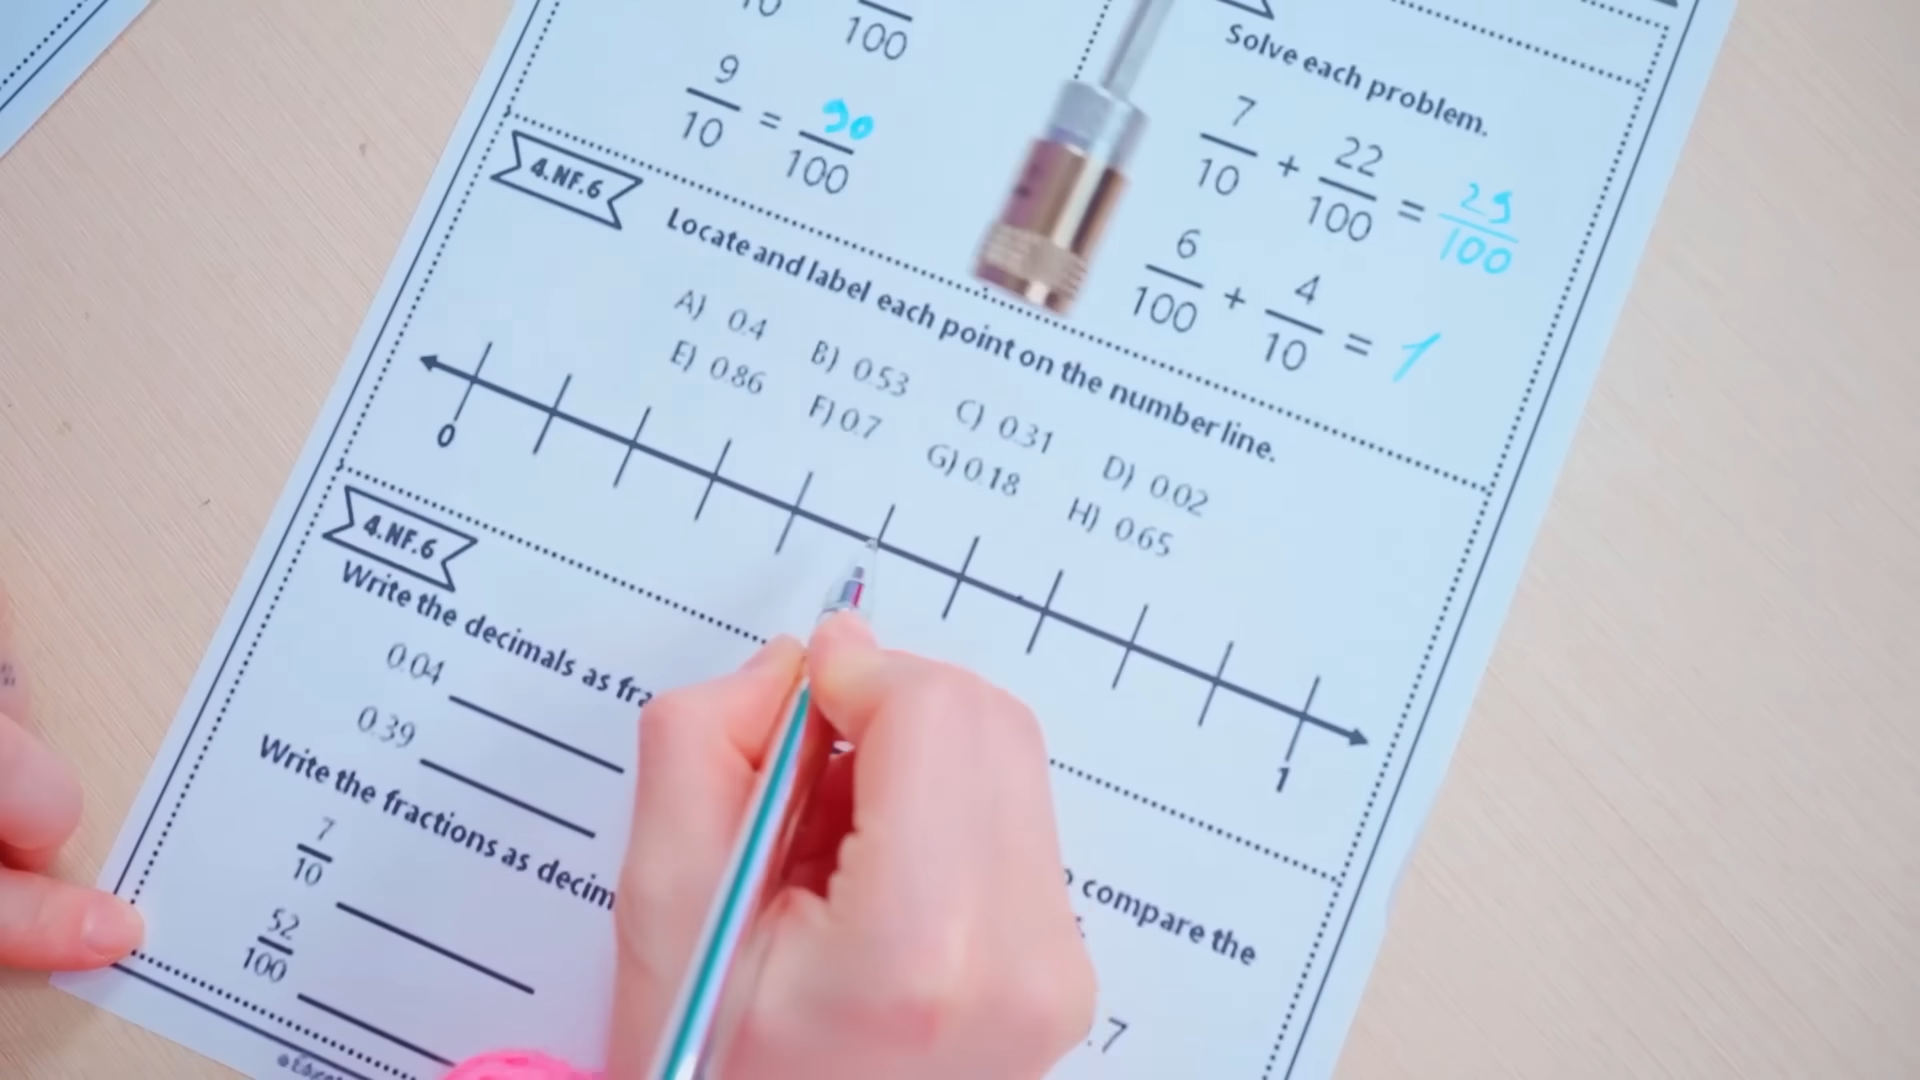 10 100
9/10 = 90/100
Solve each problem.
7/10 + 22/100 = 29/100
6/100 + 4/10 = 1
4.NF.6
Locate and label each point on the number line.
A) 0.4 B) 0.53 C) 0.31 D) 0.02
E) 0.86 F) 0.7 G) 0.18 H) 0.65
0 1
4.NF.6
Write the decimals as
0.04
0.39
Write the fractions as
7/10
52/100
compare the
.7